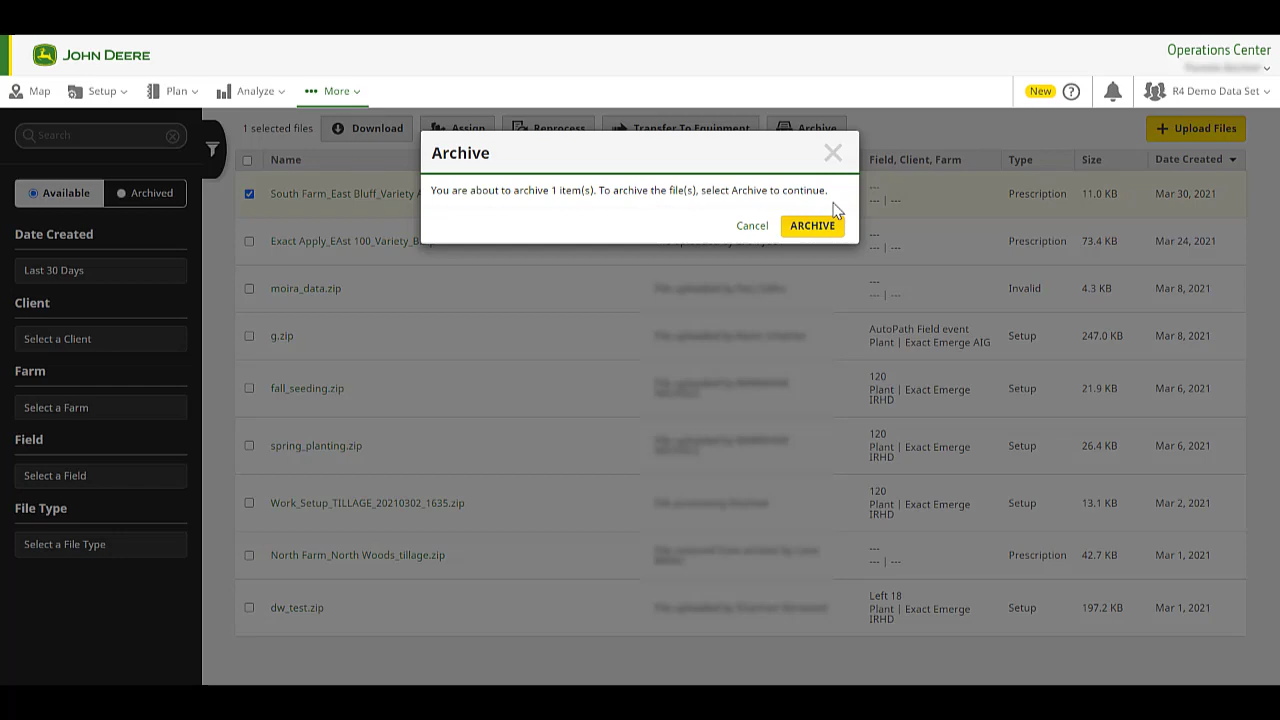 JOHN DEERE
Operations Center
Map Setup Plan Analyze More New R4 Demo Data Set
Search
1 selected files Download Assign Reprocess Transfer To Equipment Archive Upload Files
Name Field, Client, Farm Type Size Date Created
Archive
You are about to archive 1 item(s). To archive the file(s), select Archive to continue.
Cancel ARCHIVE
Available Archived
Date Created
Last 30 Days
Client
Select a Client
Farm
Select a Farm
Field
Select a Field
File Type
Select a File Type
South Farm_East Bluff_Variety
---
--- | ---
Prescription 11.0 KB Mar 30, 2021
Exact Apply_EAst 100_Variety_B
---
--- | ---
Prescription 73.4 KB Mar 24, 2021
moira_data.zip
---
--- | ---
Invalid 4.3 KB Mar 8, 2021
g.zip
AutoPath Field event
Plant | Exact Emerge AIG
Setup 247.0 KB Mar 8, 2021
fall_seeding.zip
120
Plant | Exact Emerge
IRHD
Setup 21.9 KB Mar 6, 2021
spring_planting.zip
120
Plant | Exact Emerge
IRHD
Setup 26.4 KB Mar 6, 2021
Work_Setup_TILLAGE_20210302_1635.zip
120
Plant | Exact Emerge
IRHD
Setup 13.1 KB Mar 2, 2021
North Farm_North Woods_tillage.zip
---
--- | ---
Prescription 42.7 KB Mar 1, 2021
dw_test.zip
Left 18
Plant | Exact Emerge
IRHD
Setup 197.2 KB Mar 1, 2021